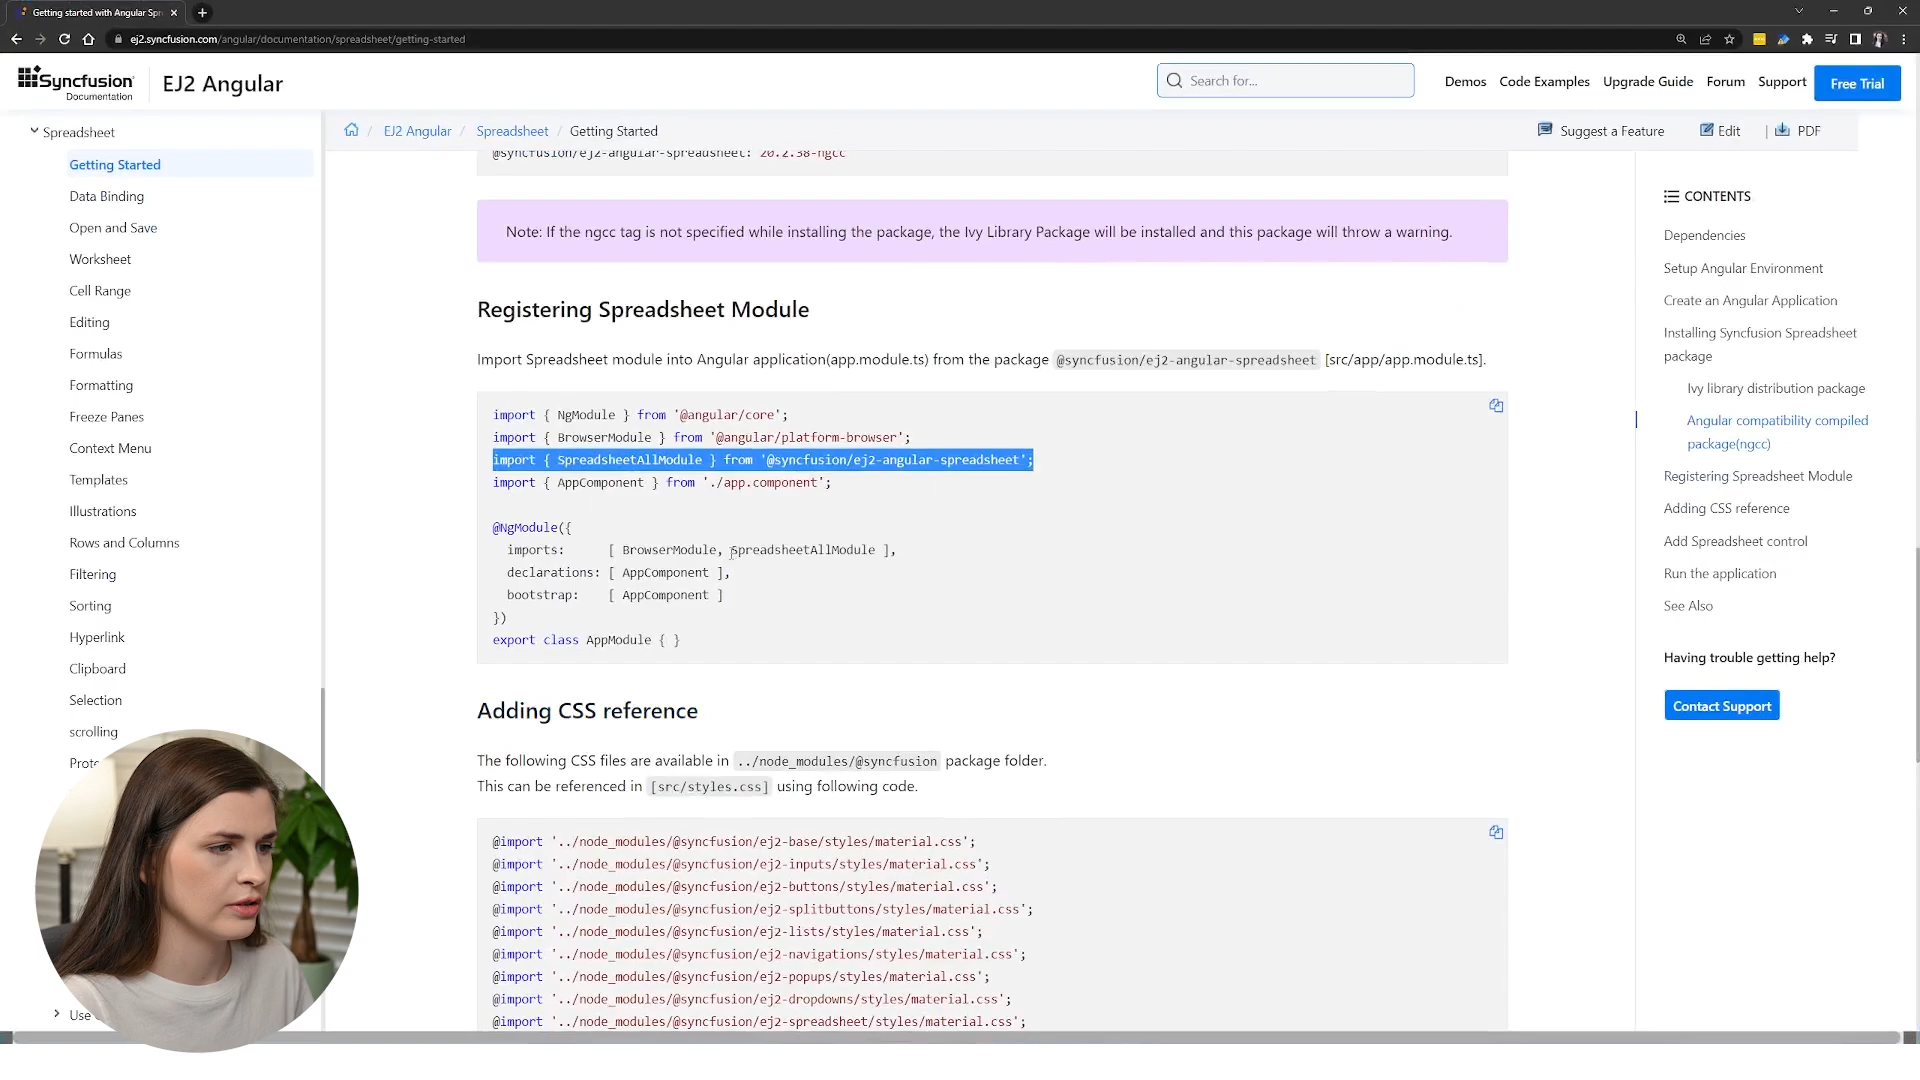 Getting started with Angular Spr
ej2.syncfusion.com/angular/documentation/spreadsheet/getting-started
Syncfusion
Documentation
EJ2 Angular
Search for...
Demos
Code Examples
Upgrade Guide
Forum
Support
Free Trial
Spreadsheet
Getting Started
Data Binding
Open and Save
Worksheet
Cell Range
Editing
Formulas
Formatting
Freeze Panes
Context Menu
Templates
Illustrations
Rows and Columns
Filtering
Sorting
Hyperlink
Clipboard
Selection
scrolling
Prote
Use
/ EJ2 Angular / Spreadsheet / Getting Started
Suggest a Feature
Edit
| PDF
@syncfusion/ej2-angular-spreadsheet: 20.2.38-ngcc
Note: If the ngcc tag is not specified while installing the package, the Ivy Library Package will be installed and this package will throw a warning.
Registering Spreadsheet Module
Import Spreadsheet module into Angular application(app.module.ts) from the package @syncfusion/ej2-angular-spreadsheet [src/app/app.module.ts].
import { NgModule } from '@angular/core';
import { BrowserModule } from '@angular/platform-browser';
import { SpreadsheetAllModule } from '@syncfusion/ej2-angular-spreadsheet';
import { AppComponent } from './app.component';
@NgModule({
imports: [ BrowserModule, SpreadsheetAllModule ],
declarations: [ AppComponent ],
bootstrap: [ AppComponent ]
})
export class AppModule { }
Adding CSS reference
The following CSS files are available in ../node_modules/@syncfusion package folder.
This can be referenced in [src/styles.css] using following code.
@import '../node_modules/@syncfusion/ej2-base/styles/material.css';
@import '../node_modules/@syncfusion/ej2-inputs/styles/material.css';
@import '../node_modules/@syncfusion/ej2-buttons/styles/material.css';
@import '../node_modules/@syncfusion/ej2-splitbuttons/styles/material.css';
@import '../node_modules/@syncfusion/ej2-lists/styles/material.css';
@import '../node_modules/@syncfusion/ej2-navigations/styles/material.css';
@import '../node_modules/@syncfusion/ej2-popups/styles/material.css';
@import '../node_modules/@syncfusion/ej2-dropdowns/styles/material.css';
@import '../node_modules/@syncfusion/ej2-spreadsheet/styles/material.css';
CONTENTS
Dependencies
Setup Angular Environment
Create an Angular Application
Installing Syncfusion Spreadsheet
package
Ivy library distribution package
Angular compatibility compiled
package(ngcc)
Registering Spreadsheet Module
Adding CSS reference
Add Spreadsheet control
Run the application
See Also
Having trouble getting help?
Contact Support